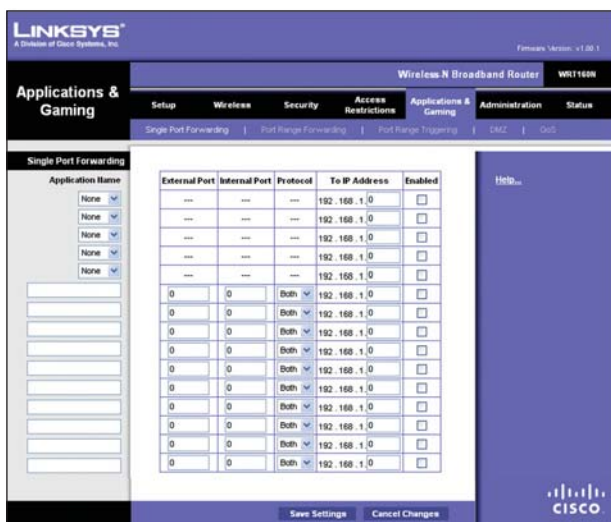 LINKSYS®
A Division of Cisco Systems, Inc.
Firmware Version: v1.00.1
Wireless-N Broadband Router WRT160N
Applications & Gaming
Setup Wireless Security Access Restrictions Applications & Gaming Administration Status
Single Port Forwarding | Port Range Forwarding | Port Range Triggering | DMZ | QoS
Single Port Forwarding
Application Name
External Port Internal Port Protocol To IP Address Enabled
Help...
None --- --- --- 192 . 168 . 1. 0
None --- --- --- 192 . 168 . 1. 0
None --- --- --- 192 . 168 . 1. 0
None --- --- --- 192 . 168 . 1. 0
None --- --- --- 192 . 168 . 1. 0
0 0 Both 192 . 168 . 1. 0
0 0 Both 192 . 168 . 1. 0
0 0 Both 192 . 168 . 1. 0
0 0 Both 192 . 168 . 1. 0
0 0 Both 192 . 168 . 1. 0
0 0 Both 192 . 168 . 1. 0
0 0 Both 192 . 168 . 1. 0
0 0 Both 192 . 168 . 1. 0
0 0 Both 192 . 168 . 1. 0
0 0 Both 192 . 168 . 1. 0
Save Settings Cancel Changes
CISCO